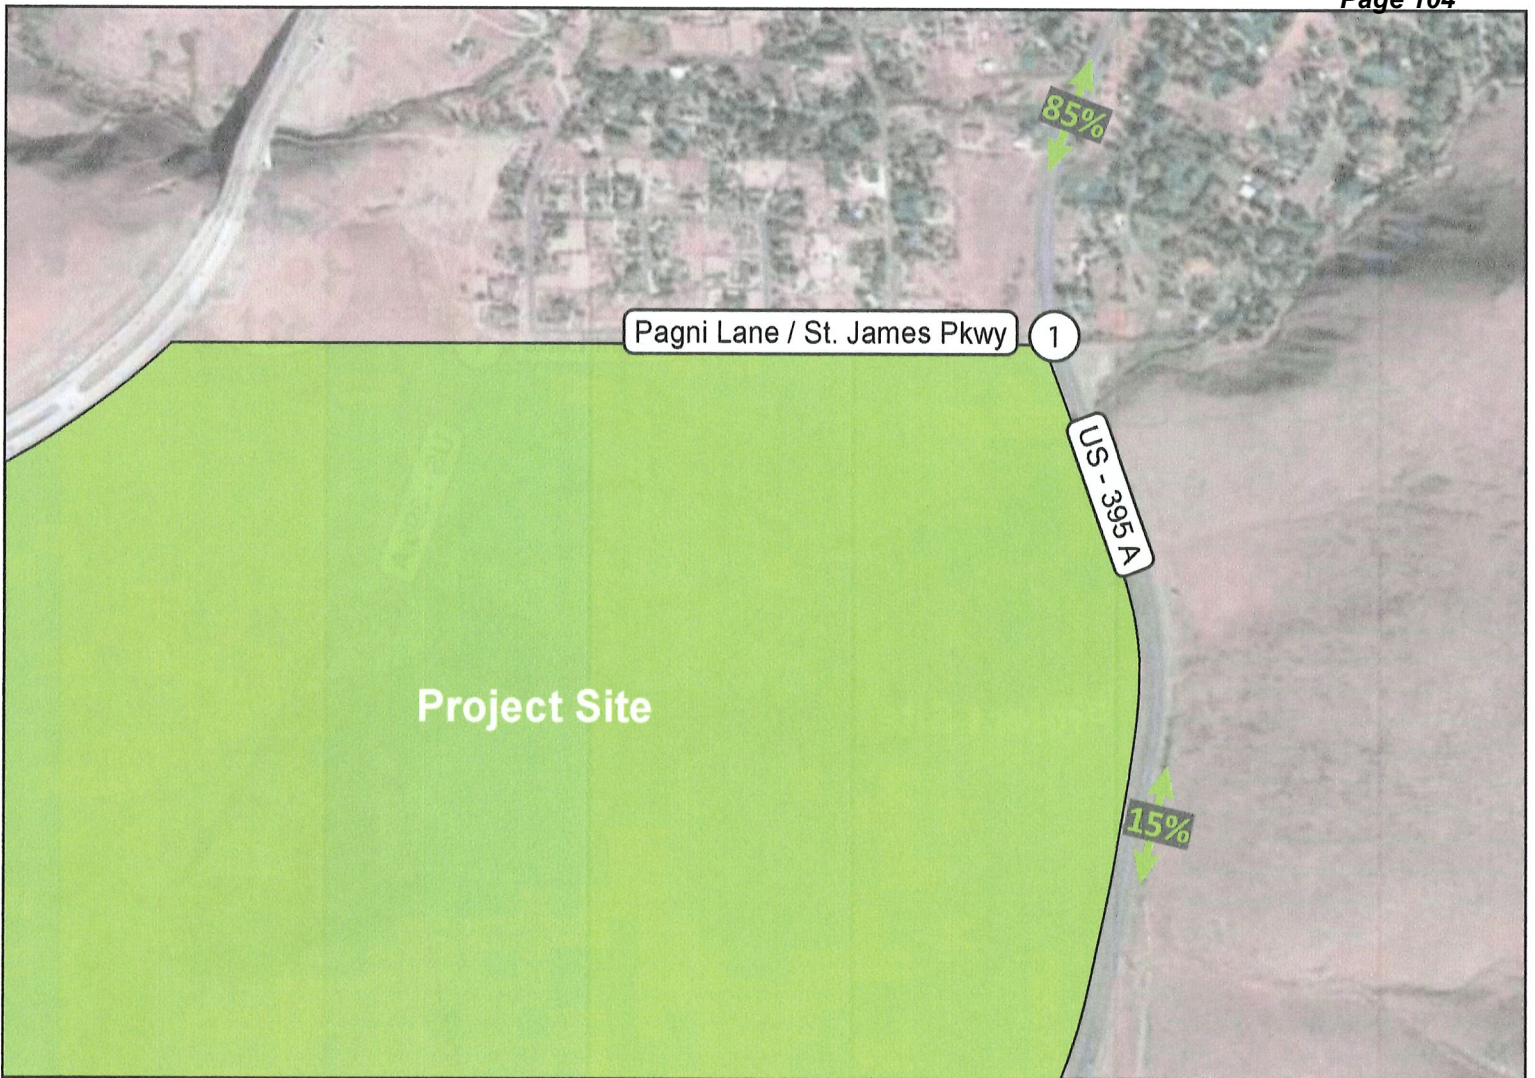 Page 104
85%
Pagni Lane / St. James Pkwy
1
US - 395 A
Project Site
15%